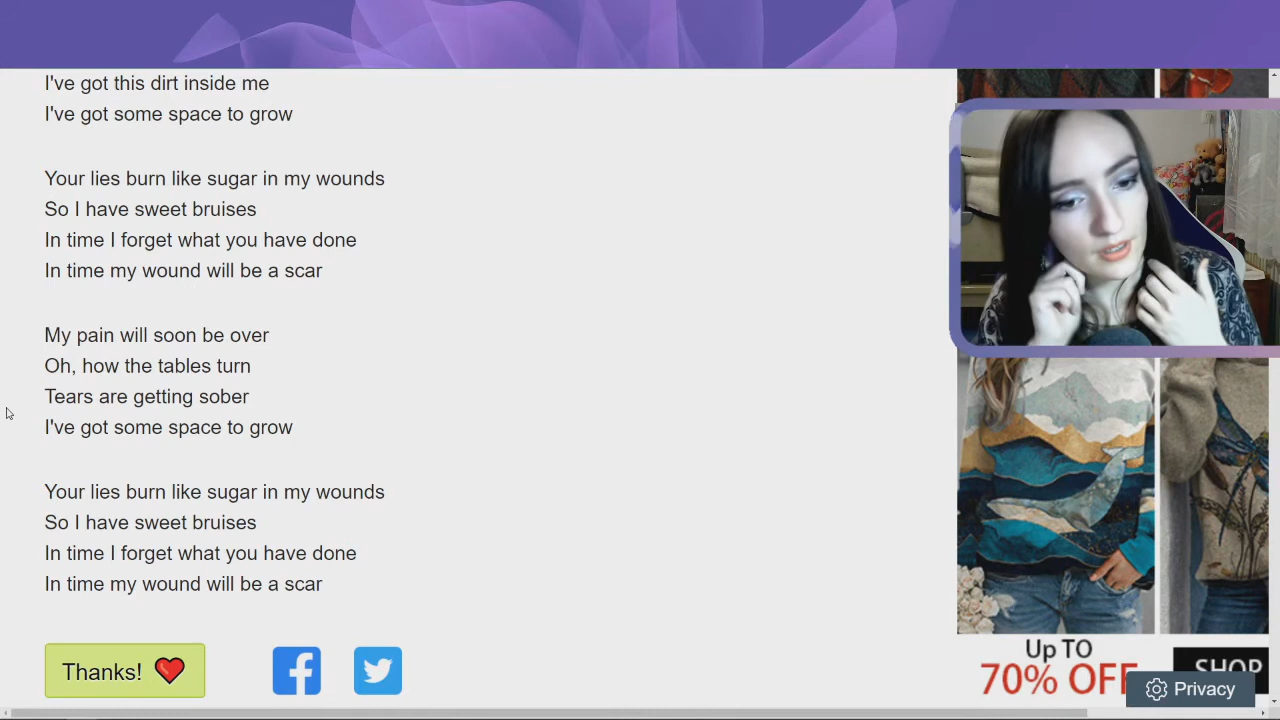 I've got this dirt inside me
I've got some space to grow
Your lies burn like sugar in my wounds
So I have sweet bruises
In time I forget what you have done
In time my wound will be a scar
My pain will soon be over
Oh, how the tables turn
Tears are getting sober
I've got some space to grow
Your lies burn like sugar in my wounds
So I have sweet bruises
In time I forget what you have done
In time my wound will be a scar
Thanks!
Up TO
70% OFF
SHOP
Privacy